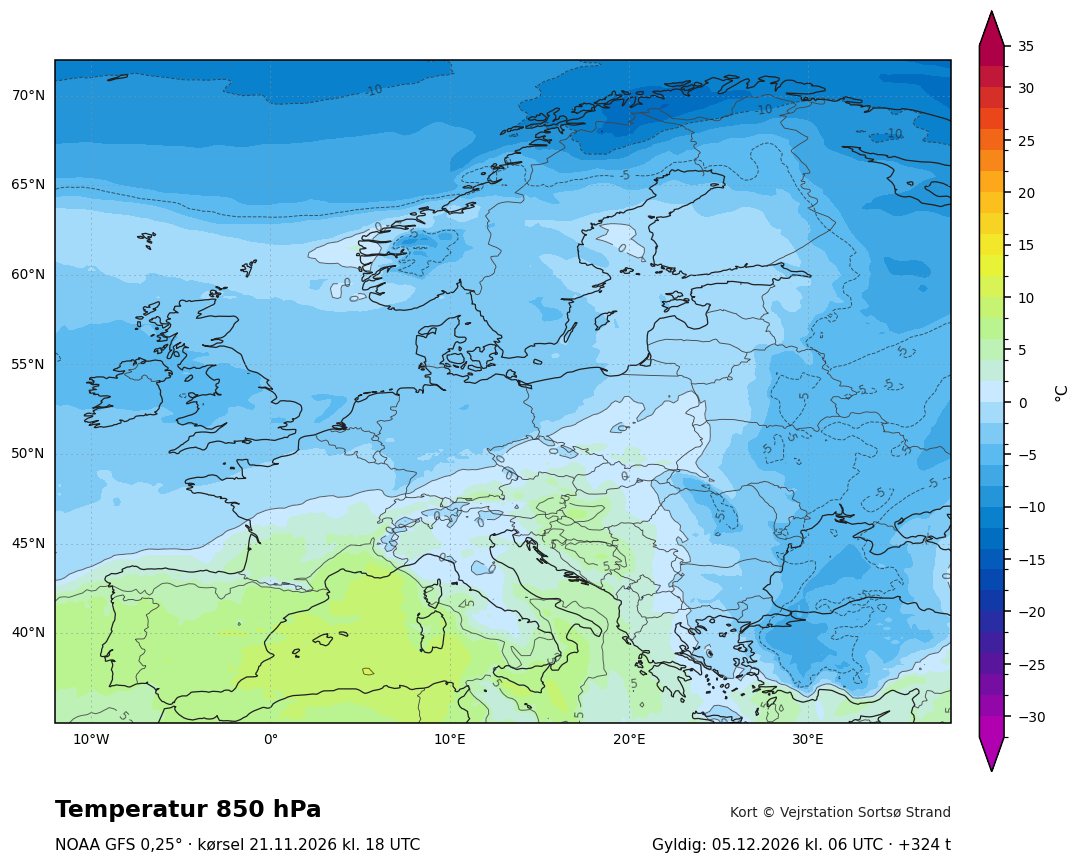 70°N
65°N
60°N
55°N
50°N
45°N
40°N
10°W
0°
10°E
20°E
30°E
35
30
25
20
15
10
5
0
−5
−10
−15
−20
−25
−30
°C
Temperatur 850 hPa
Kort © Vejrstation Sortsø Strand
NOAA GFS 0,25° · kørsel 21.11.2026 kl. 18 UTC
Gyldig: 05.12.2026 kl. 06 UTC · +324 t